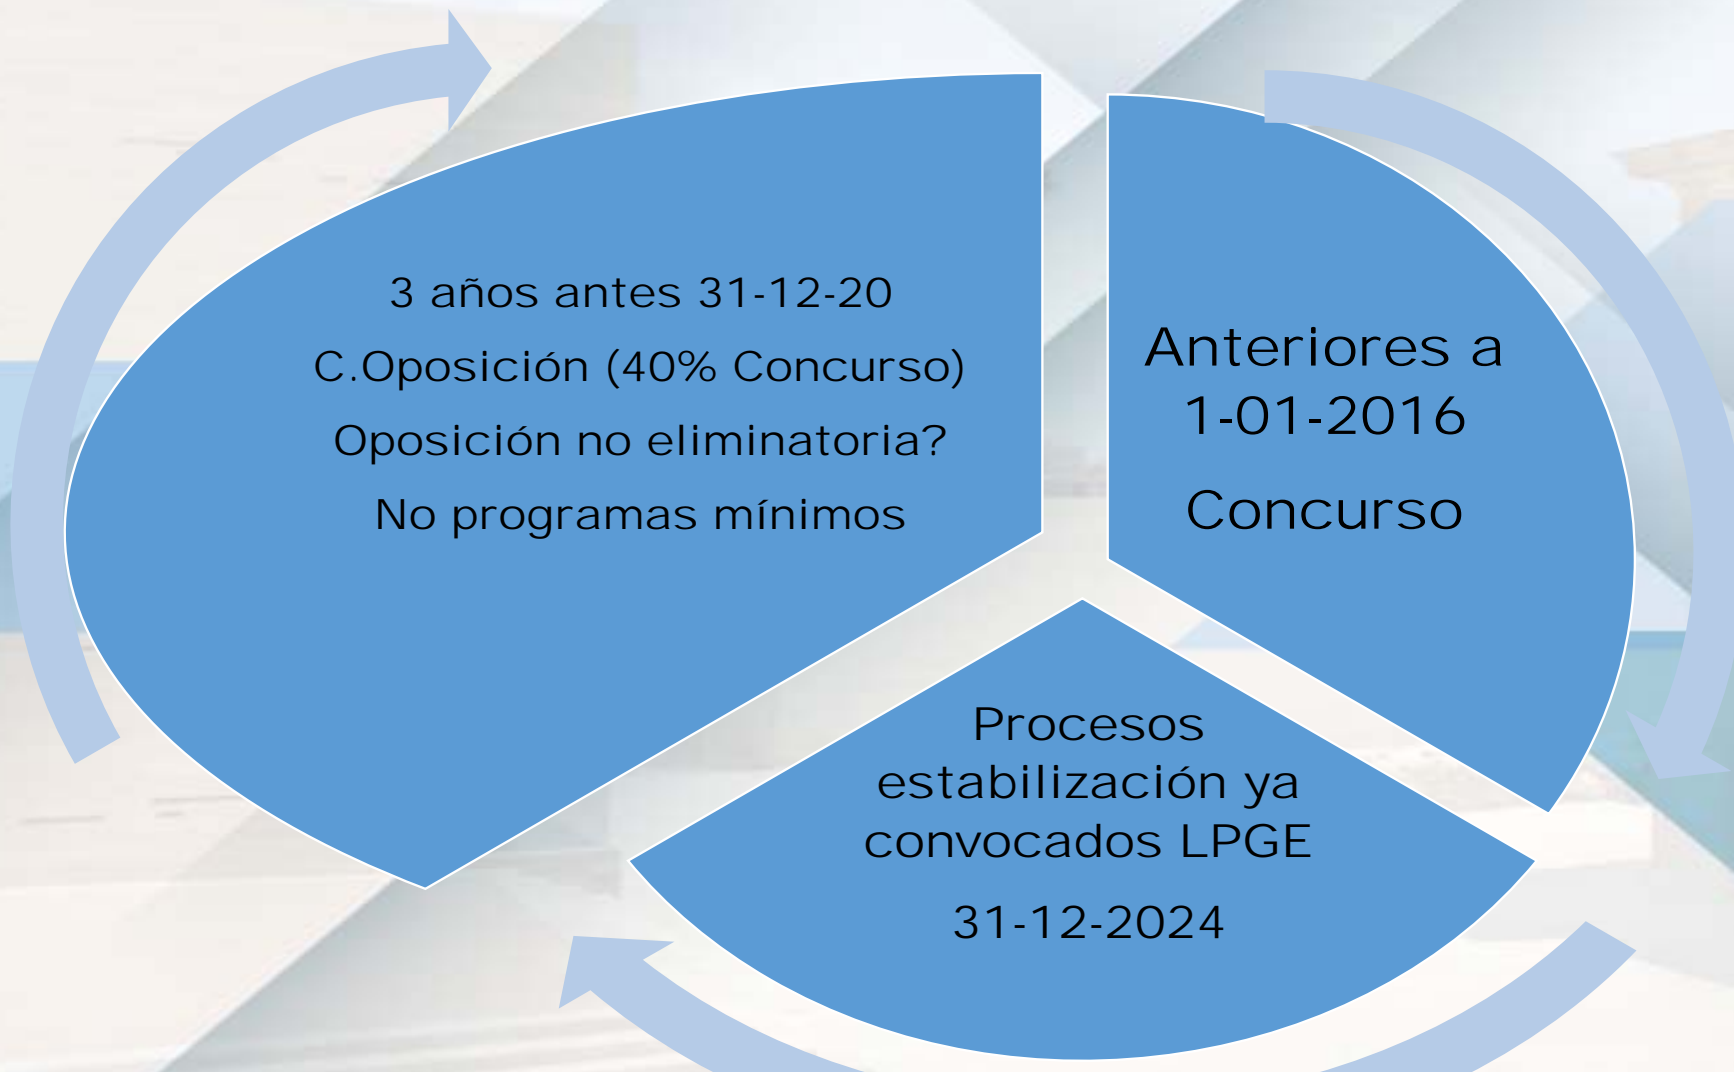 3 años antes 31-12-20
C.Oposición (40% Concurso)
Oposición no eliminatoria?
No programas mínimos
Anteriores a
1-01-2016
Concurso
Procesos
estabilización ya
convocados LPGE
31-12-2024